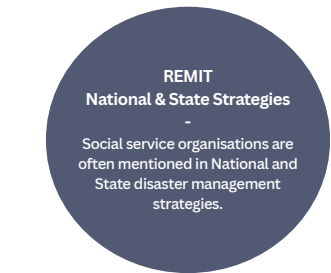 REMIT
National & State Strategies
-
Social service organisations are
often mentioned in National and
State disaster management
strategies.